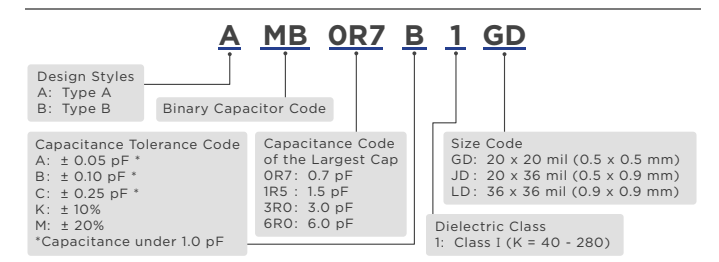 A MB 0R7 B 1 GD
Design Styles
A: Type A
B: Type B
Binary Capacitor Code
Capacitance Tolerance Code
A: ± 0.05 pF *
B: ± 0.10 pF *
C: ± 0.25 pF *
K: ± 10%
M: ± 20%
*Capacitance under 1.0 pF
Capacitance Code
of the Largest Cap
0R7: 0.7 pF
1R5 : 1.5 pF
3R0: 3.0 pF
6R0: 6.0 pF
Size Code
GD: 20 x 20 mil (0.5 x 0.5 mm)
JD: 20 x 36 mil (0.5 x 0.9 mm)
LD: 36 x 36 mil (0.9 x 0.9 mm)
Dielectric Class
1: Class I (K = 40 - 280)